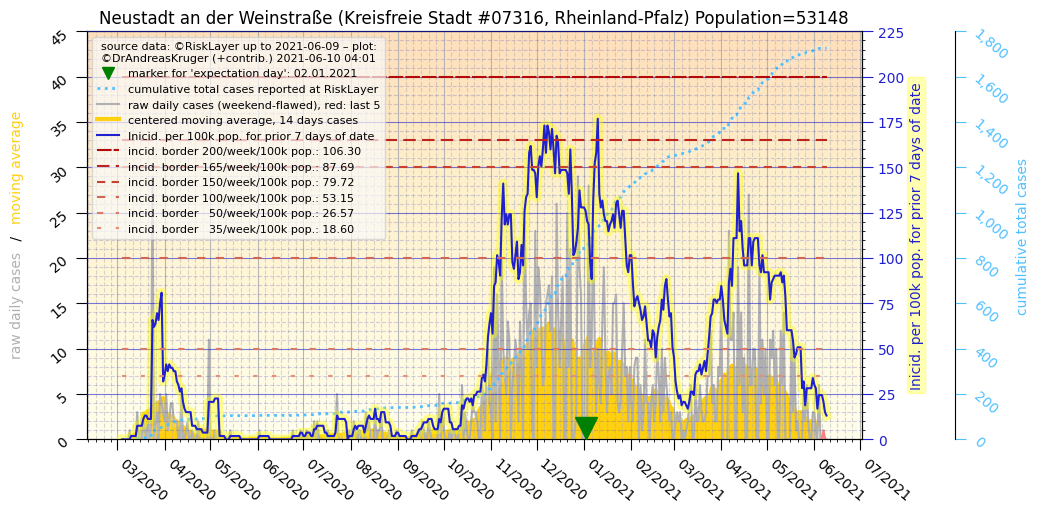 Neustadt an der Weinstraße (Kreisfreie Stadt #07316, Rheinland-Pfalz) Population=53148
source data: ©RiskLayer up to 2021-06-09 – plot:
©DrAndreasKruger (+contrib.) 2021-06-10 04:01
marker for 'expectation day': 02.01.2021
cumulative total cases reported at RiskLayer
raw daily cases (weekend-flawed), red: last 5
centered moving average, 14 days cases
Inicid. per 100k pop. for prior 7 days of date
incid. border 200/week/100k pop.: 106.30
incid. border 165/week/100k pop.: 87.69
incid. border 150/week/100k pop.: 79.72
incid. border 100/week/100k pop.: 53.15
incid. border 50/week/100k pop.: 26.57
incid. border 35/week/100k pop.: 18.60
raw daily cases / moving average
45
40
35
30
25
20
15
10
5
0
03/2020
04/2020
05/2020
06/2020
07/2020
08/2020
09/2020
10/2020
11/2020
12/2020
01/2021
02/2021
03/2021
04/2021
05/2021
06/2021
07/2021
225
200
175
150
125
100
75
50
25
0
Inicid. per 100k pop. for prior 7 days of date
1,800
1,600
1,400
1,200
1,000
800
600
400
200
0
cumulative total cases